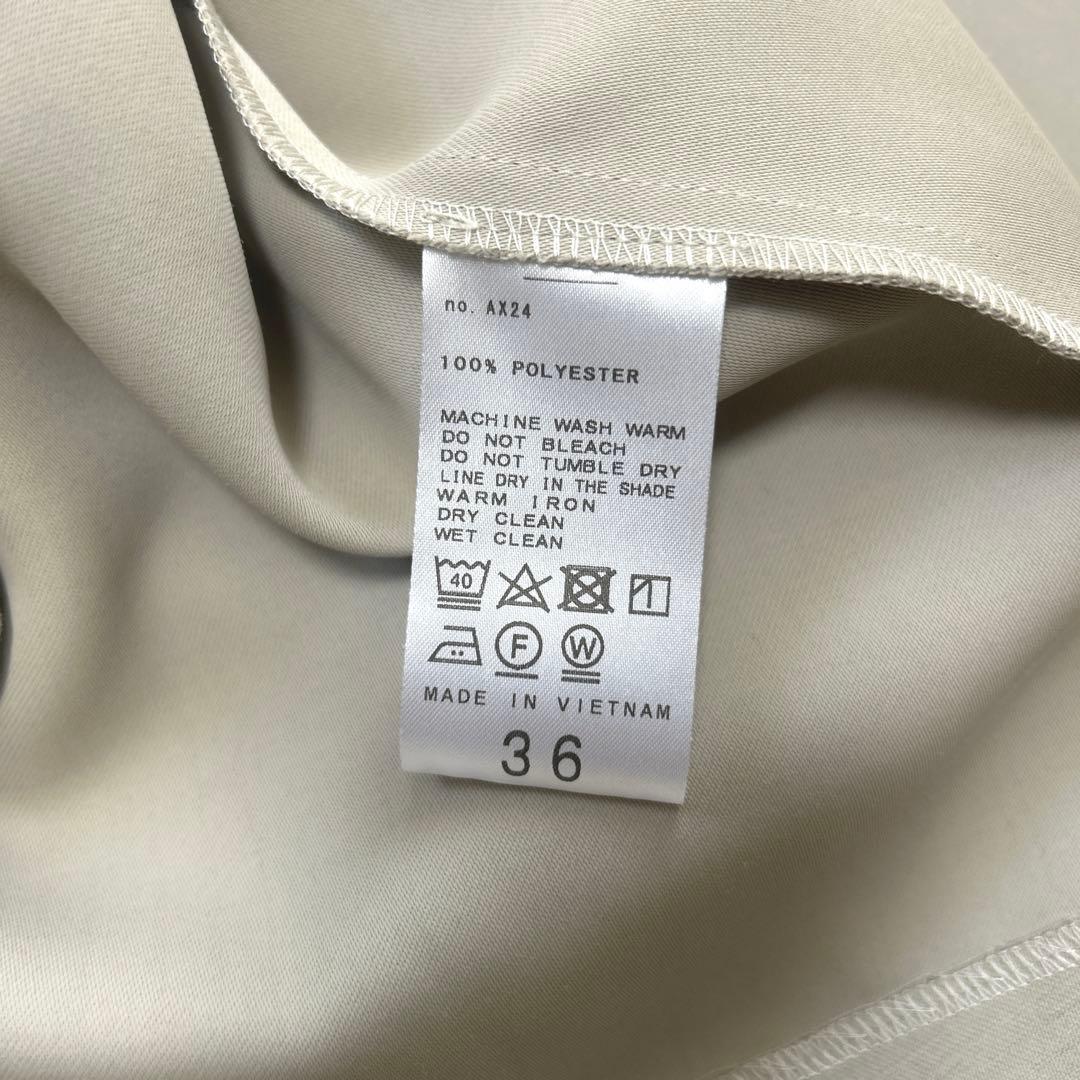 no. AX24
100% POLYESTER
MACHINE WASH WARM
DO NOT BLEACH
DO NOT TUMBLE DRY
LINE DRY IN THE SHADE
WARM IRON
DRY CLEAN
WET CLEAN
40
F W
MADE IN VIETNAM
36